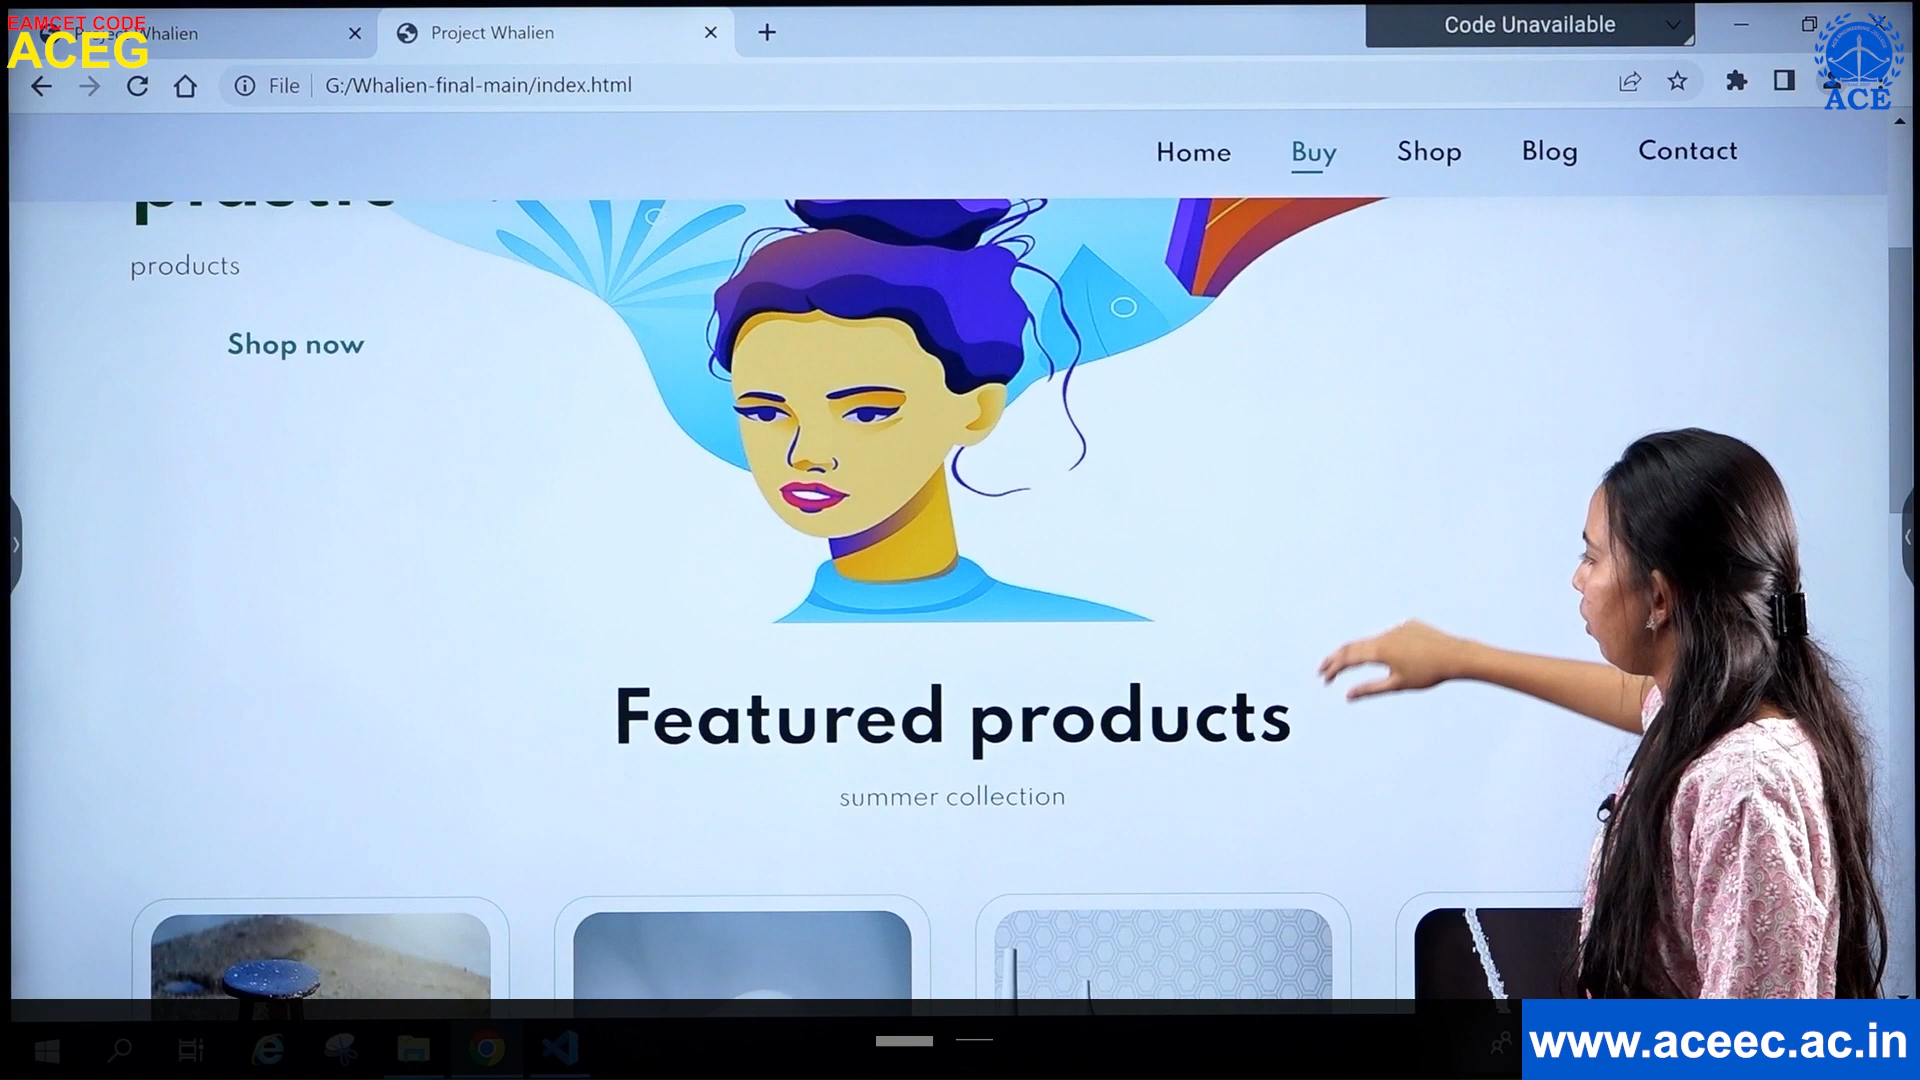 EAMCET CODE
ACEG
Project Whalien
Project Whalien
Code Unavailable
File
G:/Whalien-final-main/index.html
ACE
Home
Buy
Shop
Blog
Contact
plastic
products
Shop now
Featured products
summer collection
www.aceec.ac.in